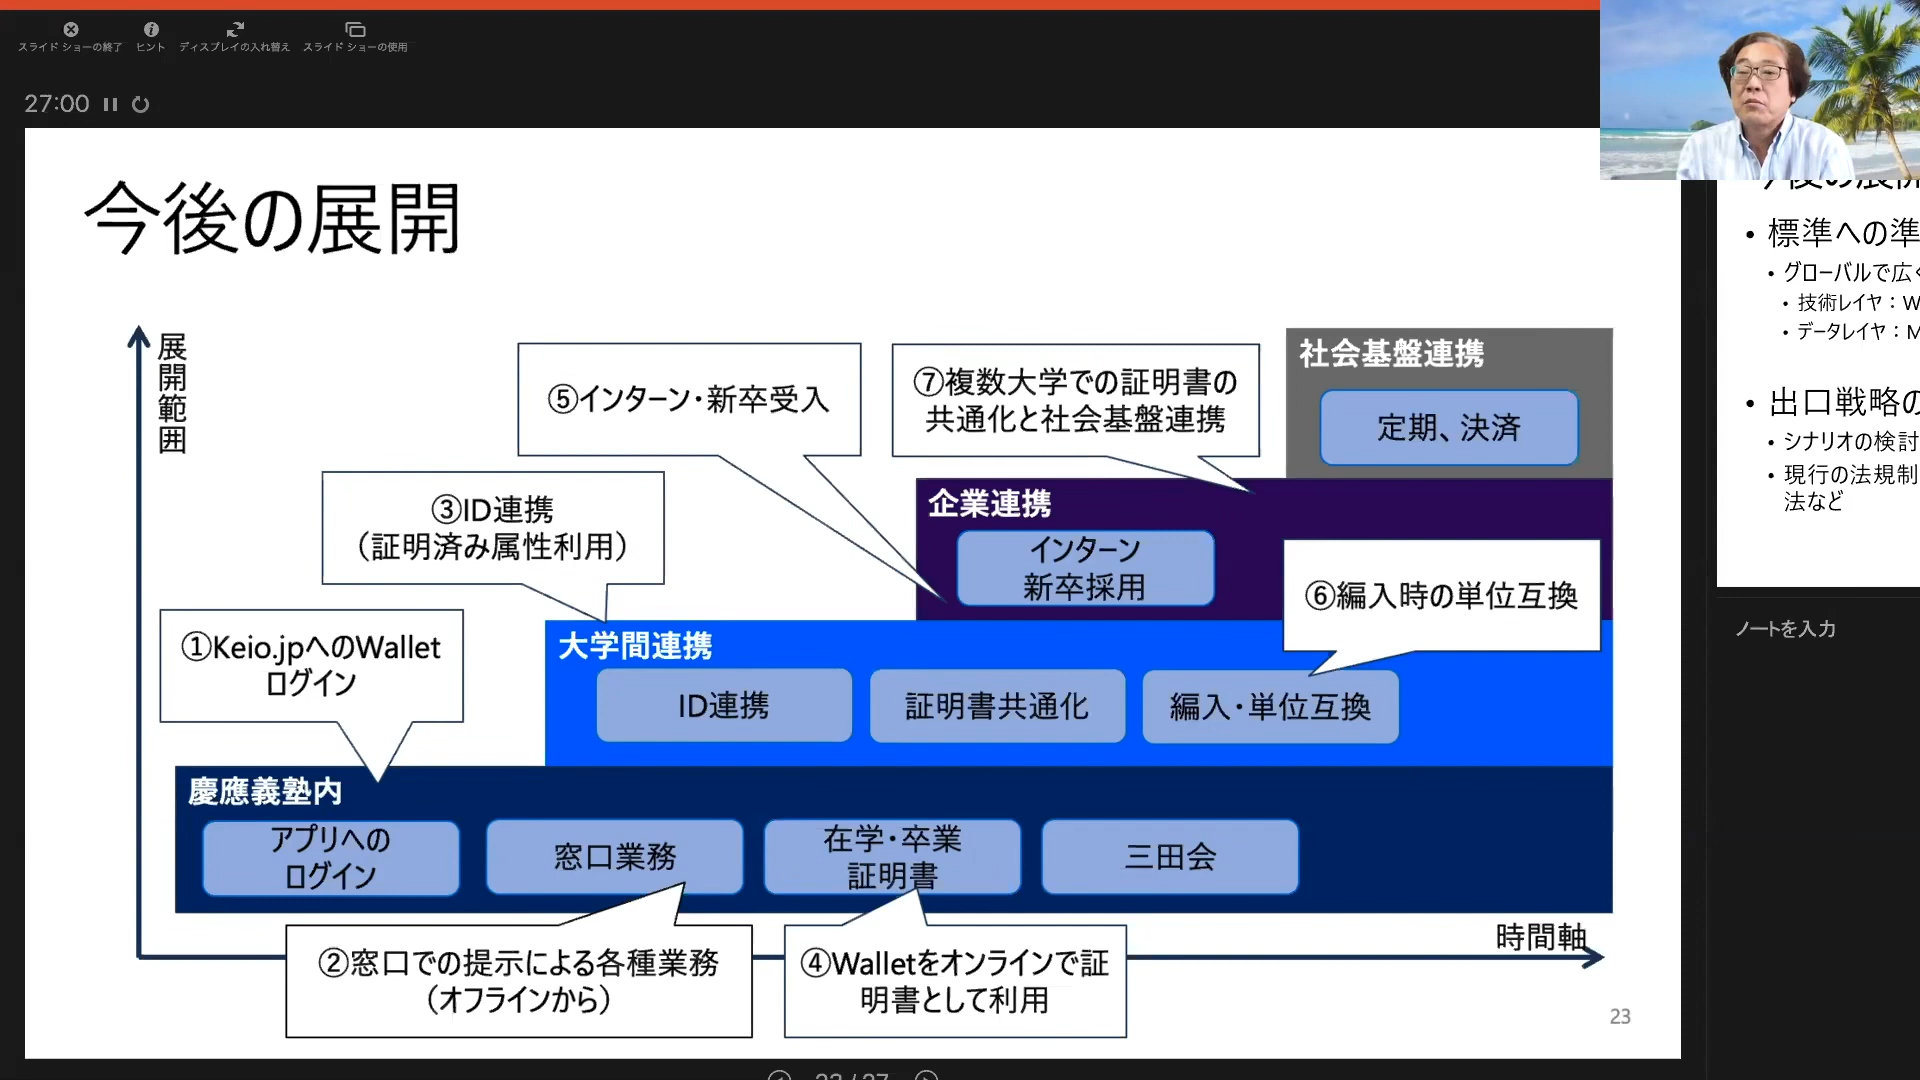 スライド ショーの終了
ヒント
ディスプレイの入れ替え
スライド ショーの使用
27:00
今後の展開
展開範囲
⑤インターン・新卒受入
⑦複数大学での証明書の
共通化と社会基盤連携
社会基盤連携
定期、決済
③ID連携
（証明済み属性利用）
企業連携
インターン
新卒採用
⑥編入時の単位互換
①Keio.jpへのWallet
ログイン
大学間連携
ID連携
証明書共通化
編入・単位互換
慶應義塾内
アプリへの
ログイン
窓口業務
在学・卒業
証明書
三田会
時間軸
②窓口での提示による各種業務
（オフラインから）
④Walletをオンラインで証
明書として利用
23
今後の展開
• 標準への準
• グローバルで広く
• 技術レイヤ：W
• データレイヤ：M
• 出口戦略の
• シナリオの検討
• 現行の法規制
法など
ノートを入力